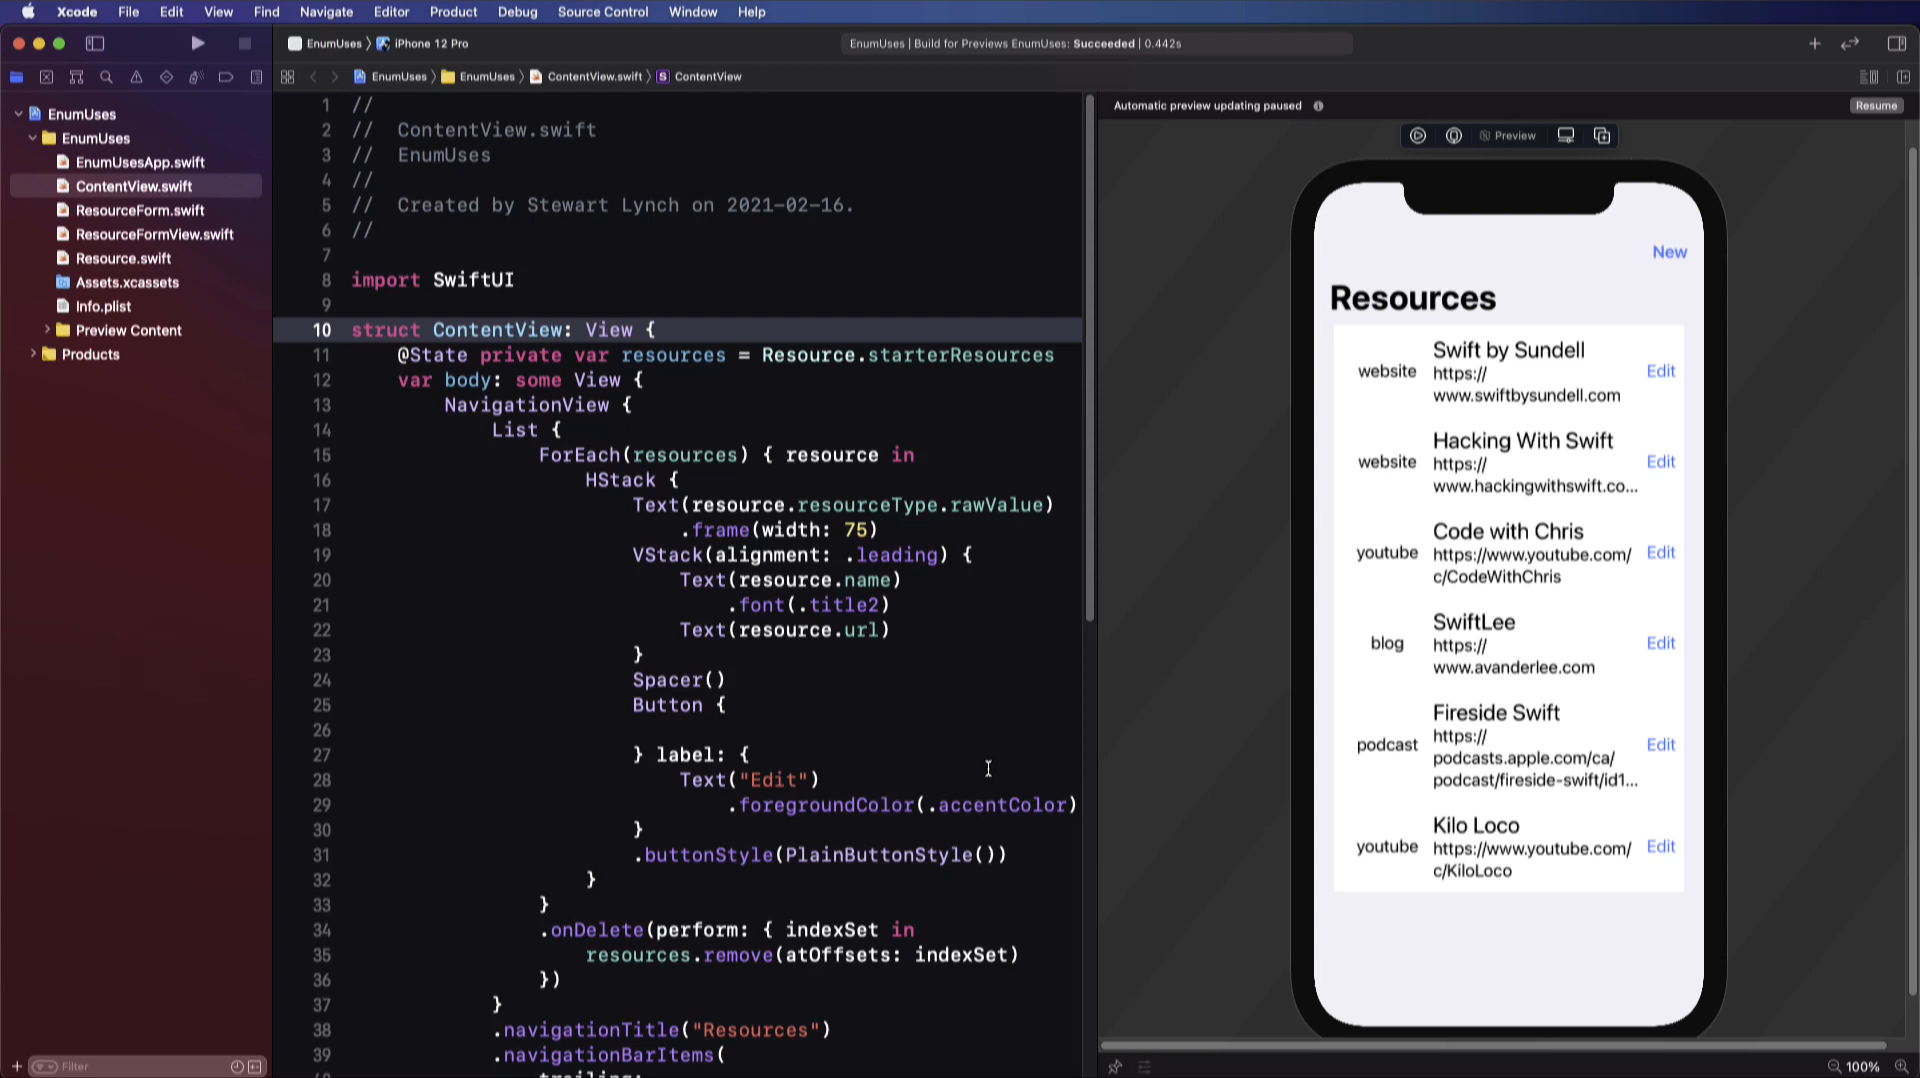 Xcode File Edit View Find Navigate Editor Product Debug Source Control Window Help
EnumUses iPhone 12 Pro
EnumUses | Build for Previews EnumUses: Succeeded | 0.442s
EnumUses EnumUses ContentView.swift S ContentView
EnumUses
EnumUses
EnumUsesApp.swift
ContentView.swift
ResourceForm.swift
ResourceFormView.swift
Resource.swift
Assets.xcassets
Info.plist
Preview Content
Products
Filter
1 //
2 // ContentView.swift
3 // EnumUses
4 //
5 // Created by Stewart Lynch on 2021-02-16.
6 //
7
8 import SwiftUI
9
10 struct ContentView: View {
11 @State private var resources = Resource.starterResources
12 var body: some View {
13 NavigationView {
14 List {
15 ForEach(resources) { resource in
16 HStack {
17 Text(resource.resourceType.rawValue)
18 .frame(width: 75)
19 VStack(alignment: .leading) {
20 Text(resource.name)
21 .font(.title2)
22 Text(resource.url)
23 }
24 Spacer()
25 Button {
26
27 } label: {
28 Text("Edit")
29 .foregroundColor(.accentColor)
30 }
31 .buttonStyle(PlainButtonStyle())
32 }
33 }
34 .onDelete(perform: { indexSet in
35 resources.remove(atOffsets: indexSet)
36 })
37 }
38 .navigationTitle("Resources")
39 .navigationBarItems(
Automatic preview updating paused
Resume
Preview
New
Resources
website
Swift by Sundell
https://
www.swiftbysundell.com
Edit
website
Hacking With Swift
https://
www.hackingwithswift.co...
Edit
youtube
Code with Chris
https://www.youtube.com/
c/CodeWithChris
Edit
blog
SwiftLee
https://
www.avanderlee.com
Edit
podcast
Fireside Swift
https://
podcasts.apple.com/ca/
podcast/fireside-swift/id1...
Edit
youtube
Kilo Loco
https://www.youtube.com/
c/KiloLoco
Edit
100%